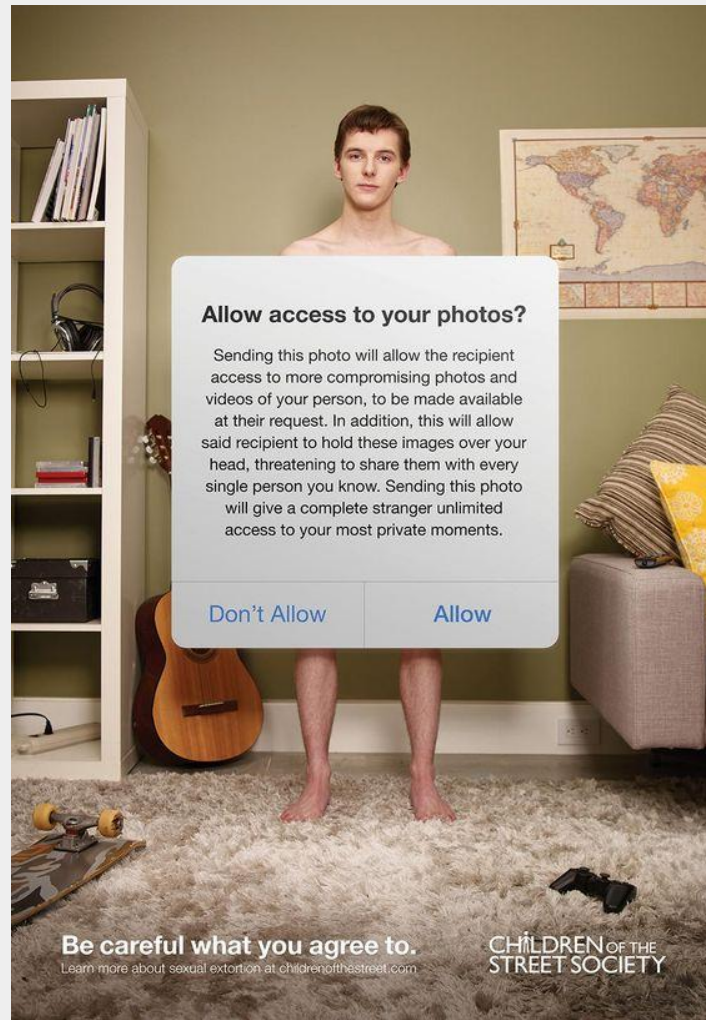 Allow access to your photos?
Sending this photo will allow the recipient
access to more compromising photos and
videos of your person, to be made available
at their request. In addition, this will allow
said recipient to hold these images over your
head, threatening to share them with every
single person you know. Sending this photo
will give a complete stranger unlimited
access to your most private moments.
Don't Allow
Allow
Be careful what you agree to.
Learn more about sexual extortion at childrenofthestreet.com
CHiLDREN OF THE
STREET SOCIETY